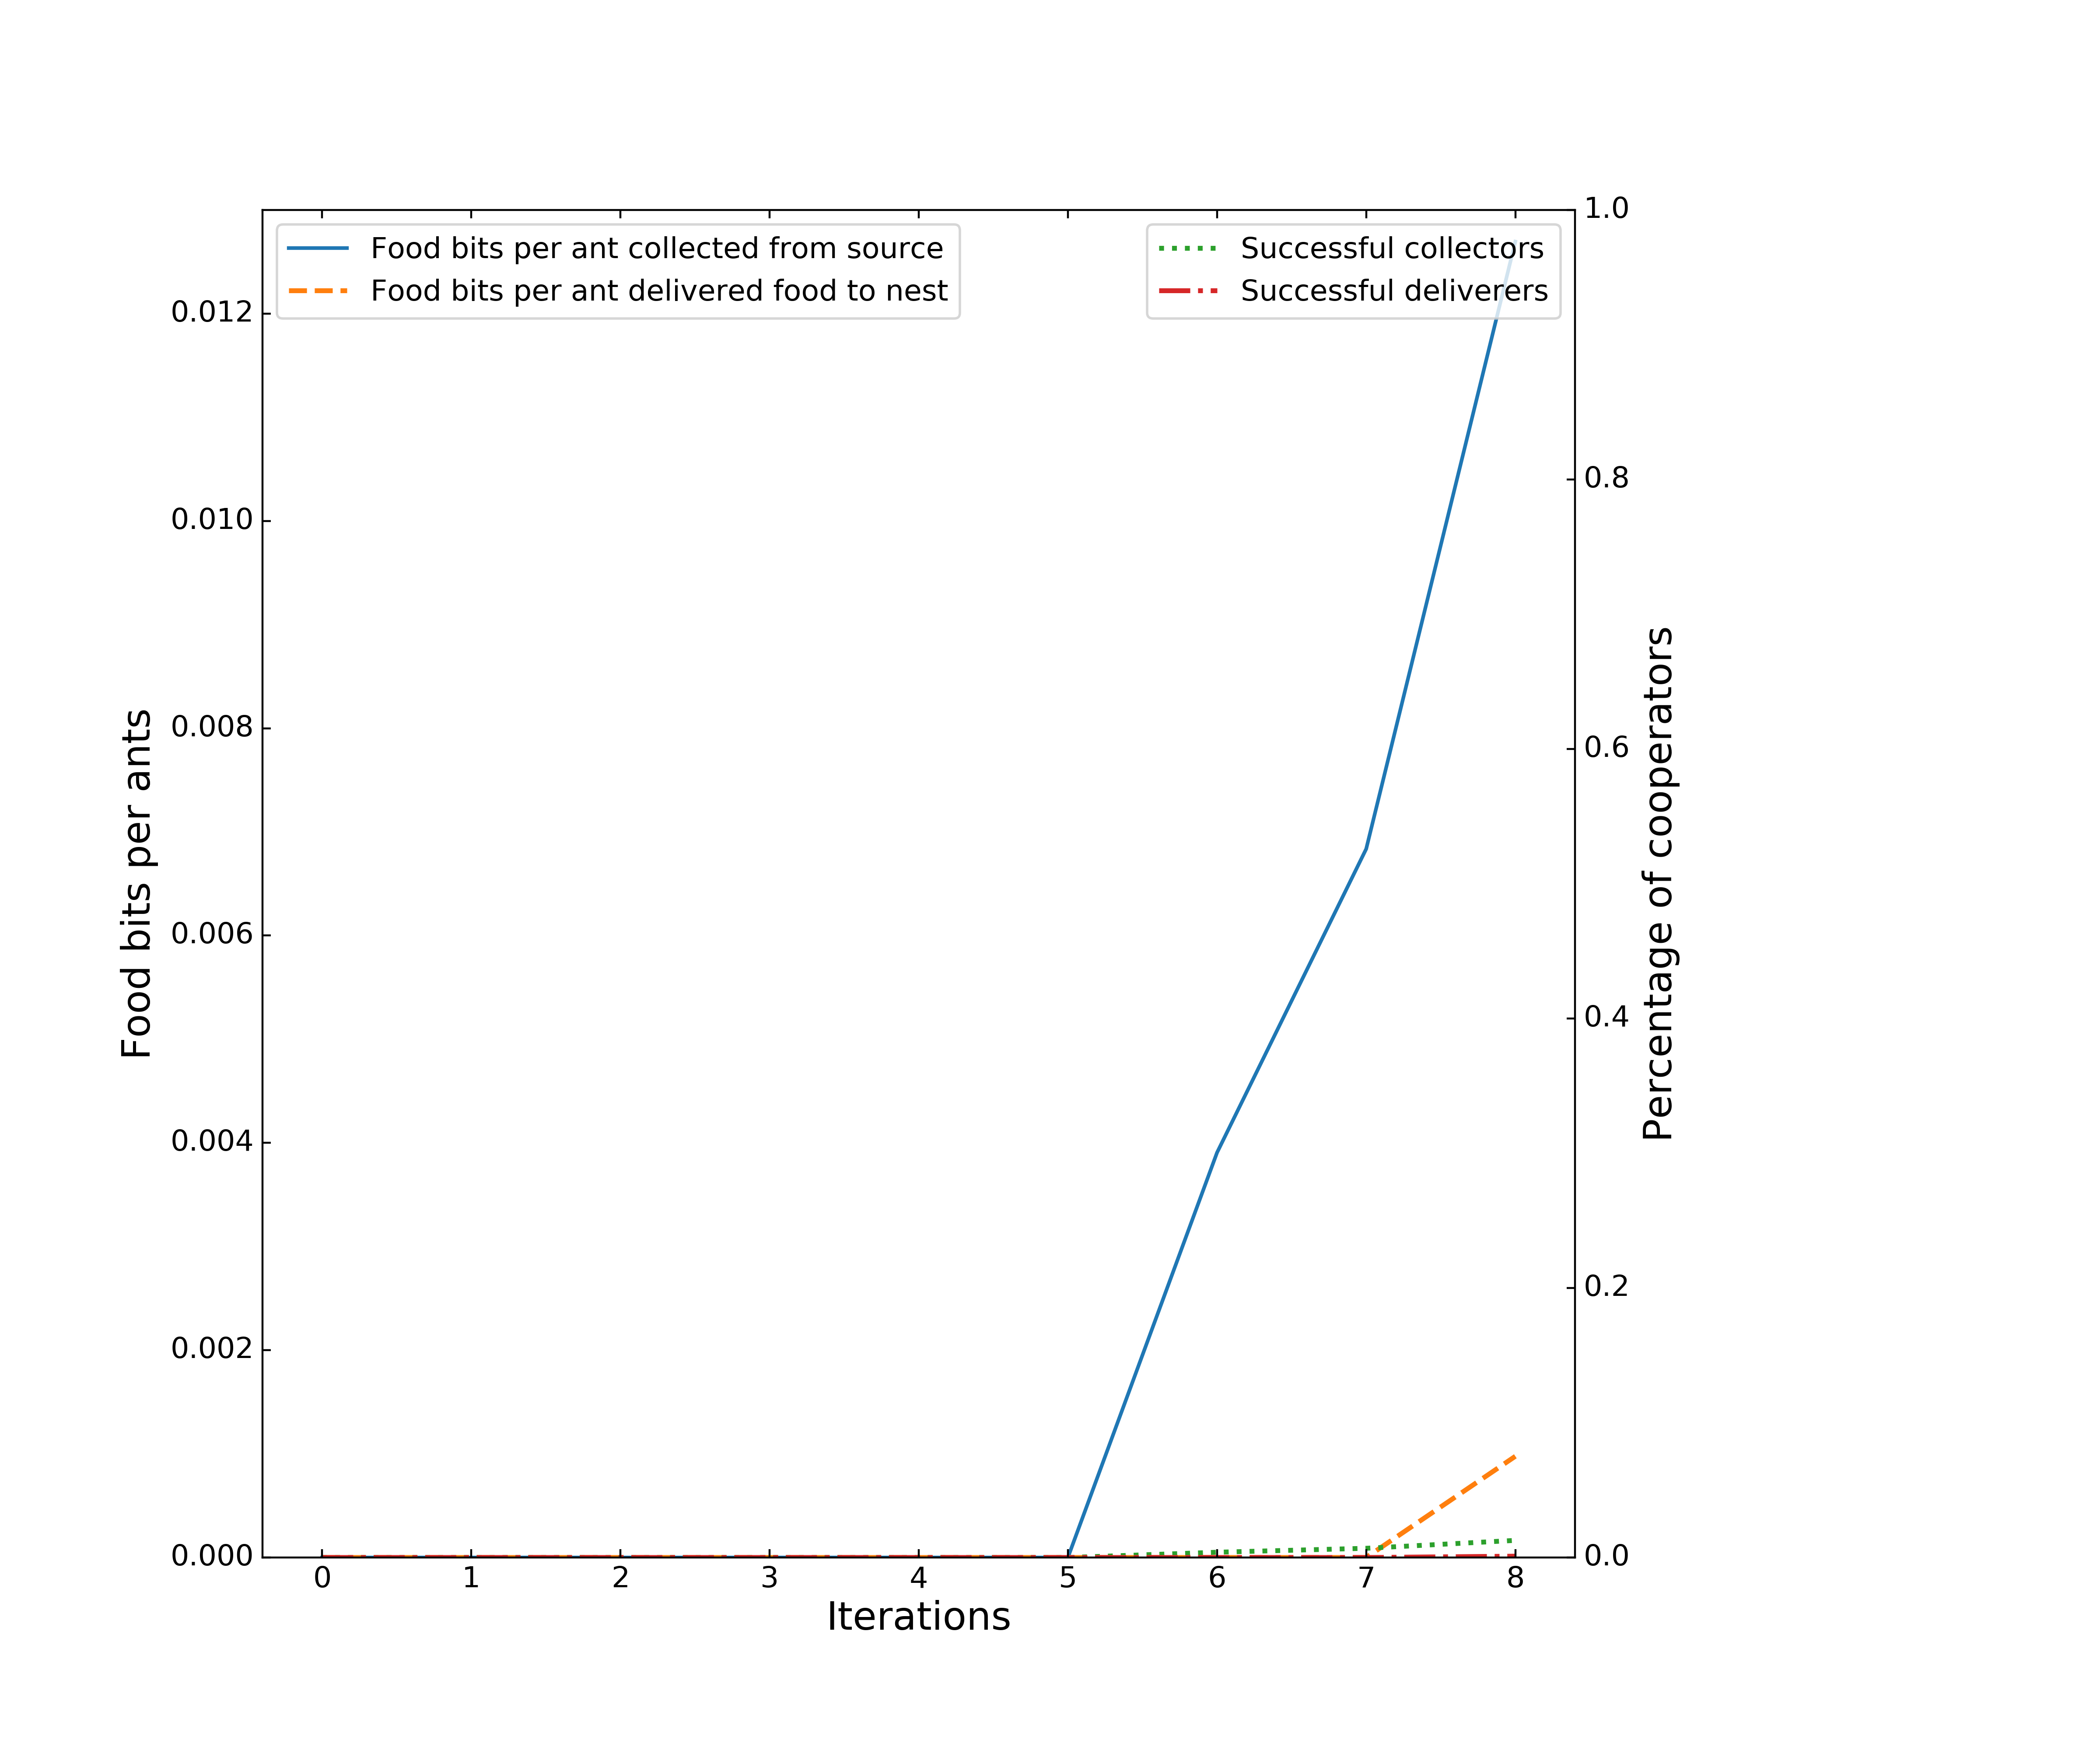 Food bits per ant collected from source
Food bits per ant delivered food to nest
Successful collectors
Successful deliverers
Food bits per ants
0.012
0.010
0.008
0.006
0.004
0.002
0.000
1.0
0.8
0.6
0.4
0.2
0.0
Percentage of cooperators
0 1 2 3 4 5 6 7 8
Iterations